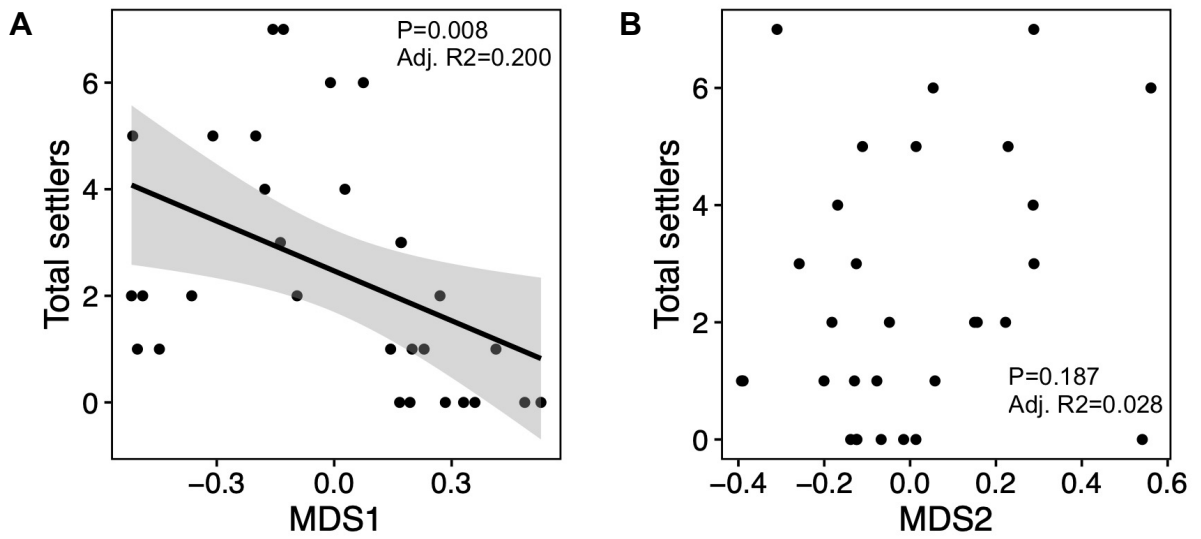 A
P=0.008
Adj. R2=0.200
Total settlers
6
4
2
0
−0.3 0.0 0.3
MDS1
B
Total settlers
6
4
2
0
P=0.187
Adj. R2=0.028
−0.4 −0.2 0.0 0.2 0.4 0.6
MDS2